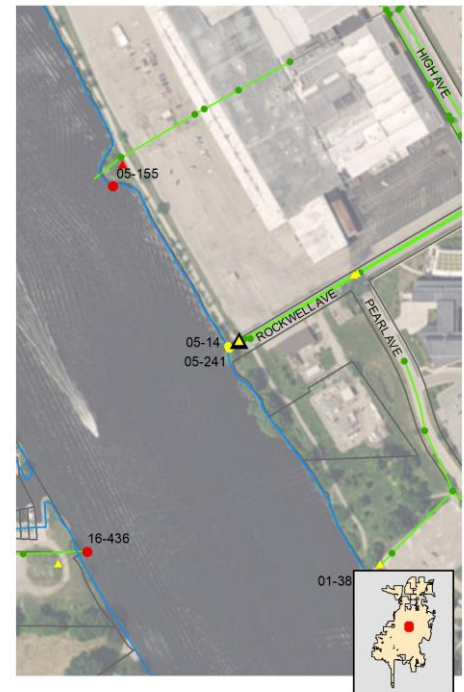 HIGH AVE
05-155
ROCKWELL AVE
05-14
05-241
PEARL AVE
16-436
01-38